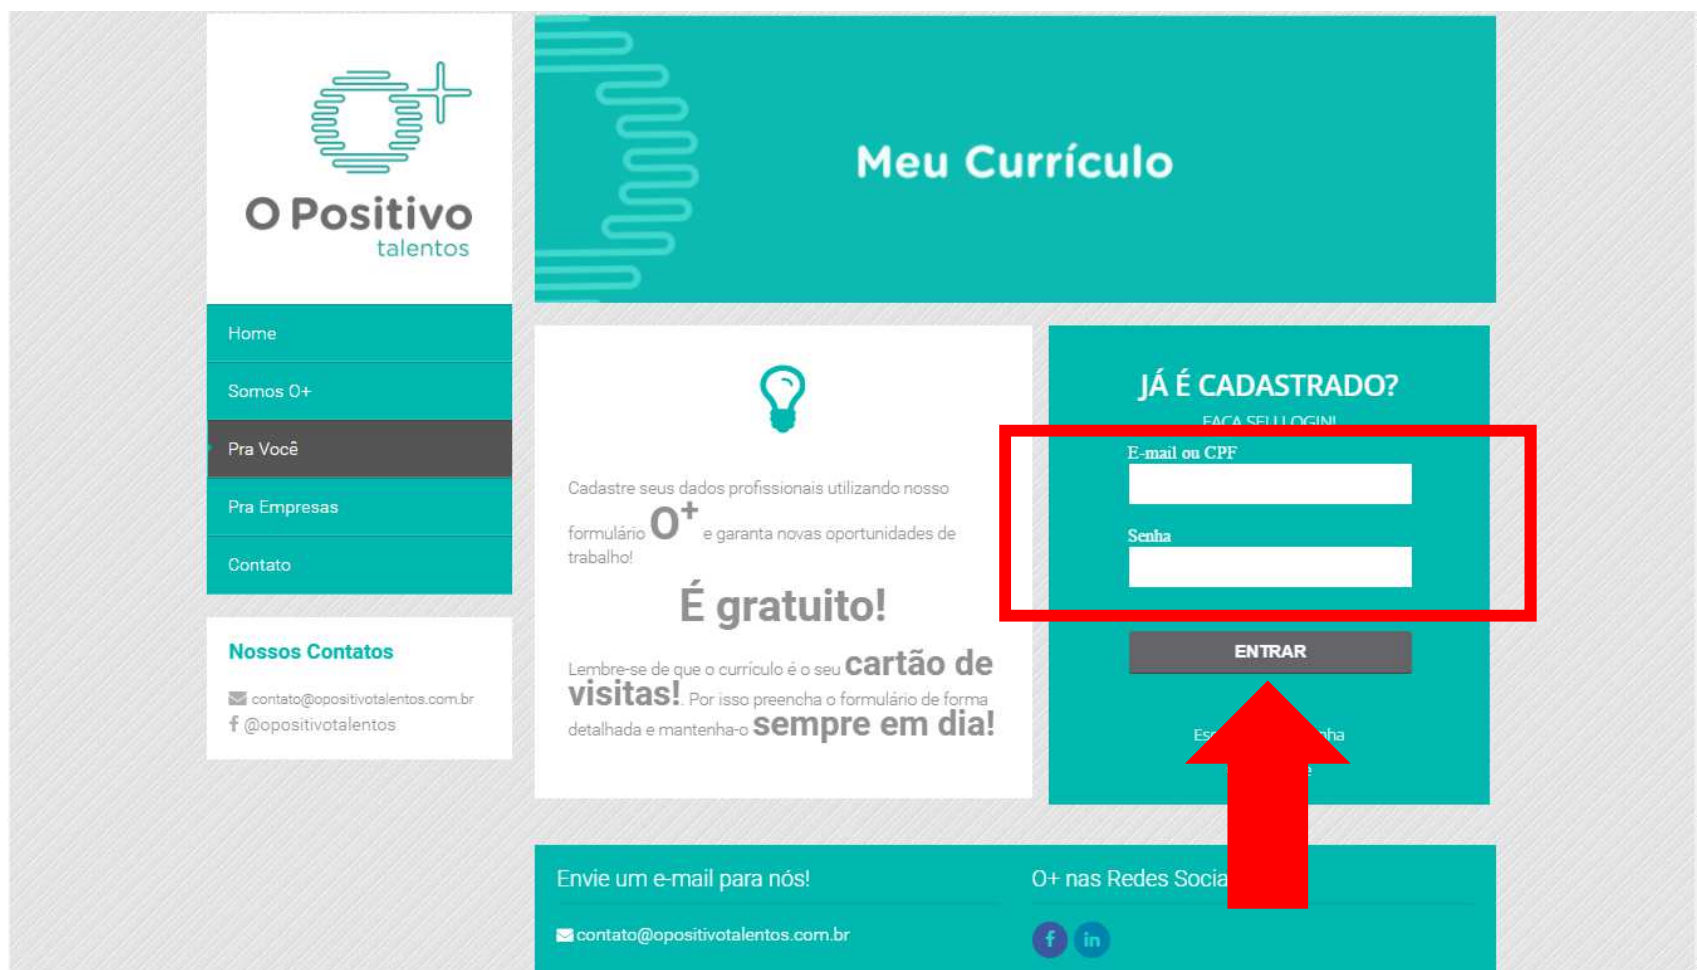 O Positivo
talentos
Meu Currículo
Home
Somos O+
Pra Você
Pra Empresas
Contato
Nossos Contatos
contato@opositivotalentos.com.br
@opositivotalentos
Cadastre seus dados profissionais utilizando nosso
formulário O+ e garanta novas oportunidades de
trabalho!
É gratuito!
Lembre-se de que o currículo é o seu cartão de
visitas!. Por isso preencha o formulário de forma
detalhada e mantenha-o sempre em dia!
JÁ É CADASTRADO?
FAÇA SEU LOGIN!
E-mail ou CPF
Senha
ENTRAR
Envie um e-mail para nós!
contato@opositivotalentos.com.br
O+ nas Redes
f in